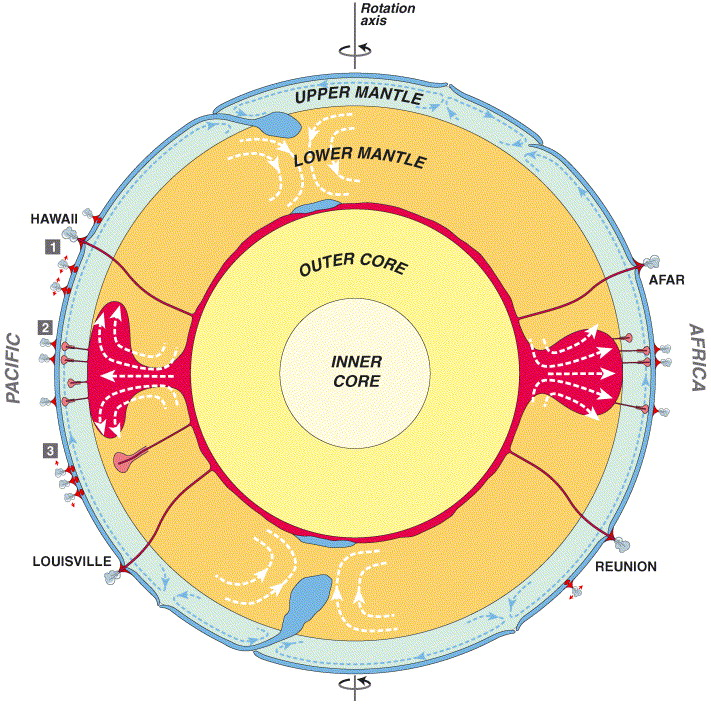 Rotation
axis
UPPER MANTLE
LOWER MANTLE
HAWAII
1
OUTER CORE
AFAR
2
PACIFIC
INNER
CORE
AFRICA
3
LOUISVILLE
REUNION